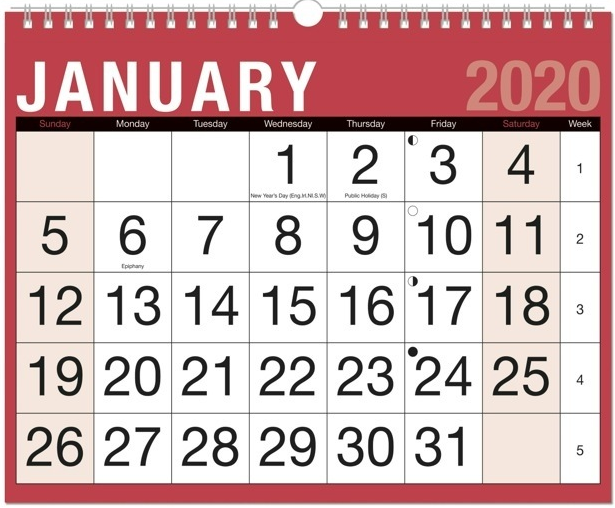 JANUARY 2020
Sunday Monday Tuesday Wednesday Thursday Friday Saturday Week
1 2 3 4 1
New Year's Day (Eng.Irl.NI.S.W) Public Holiday (S)
5 6 7 8 9 10 11 2
Epiphany
12 13 14 15 16 17 18 3
19 20 21 22 23 24 25 4
26 27 28 29 30 31 5